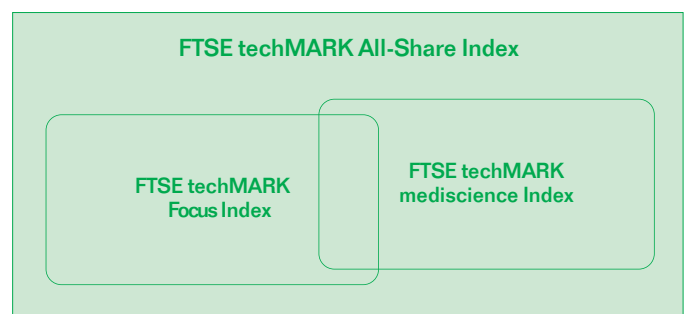 FTSE techMARK All-Share Index
FTSE techMARK
Focus Index
FTSE techMARK
mediscience Index